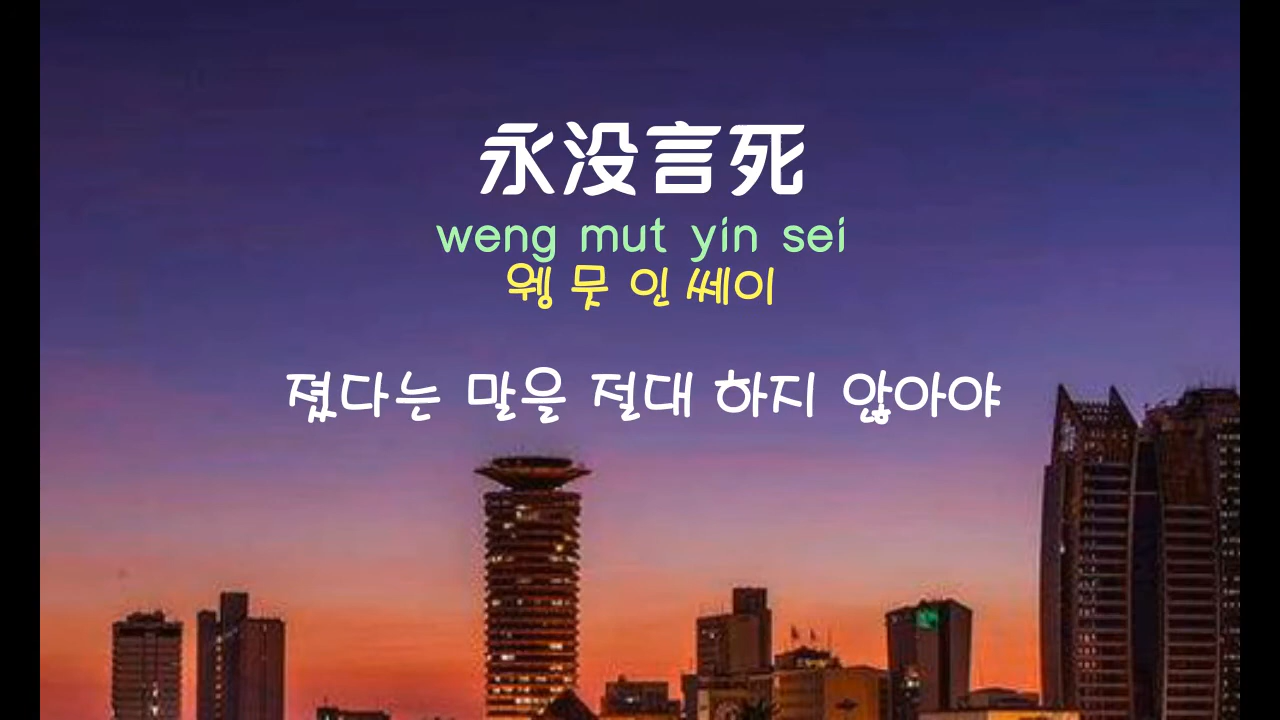 永没言死
weng mut yin sei
웽 뭇 인 쎄이
졌다는 말을 절대 하지 않아야